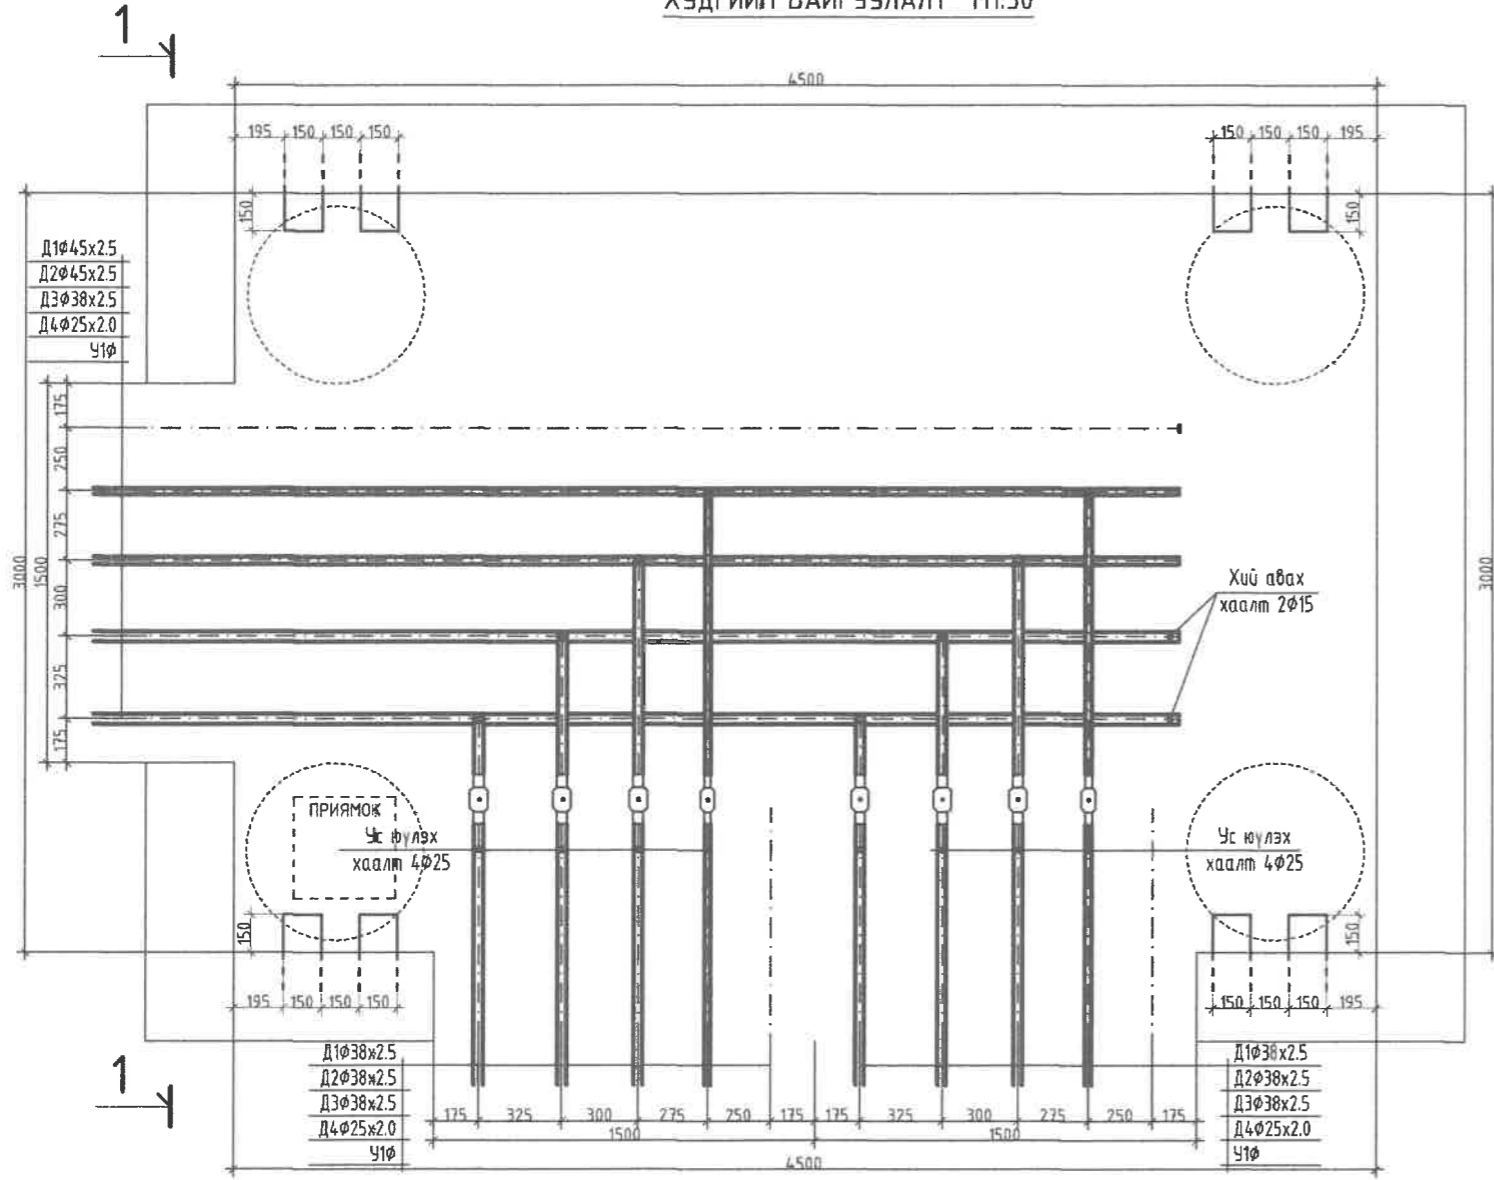 1
4500
195 150 150 150
150 150 150 195
150
150
Д1Ф45х2.5
Д2Ф45х2.5
Д3Ф38х2.5
Д4Ф25х2.0
У1Ф
175
250
275
300
325
175
1500
3000
3000
Хий авах
хаалт 2Ф15
ПРИЯМОК
Ус юүлэх
хаалт 4Ф25
Ус юүлэх
хаалт 4Ф25
150
150
195 150 150 150
150 150 150 195
1
Д1Ф38х2.5
Д2Ф38х2.5
Д3Ф38х2.5
Д4Ф25х2.0
У1Ф
Д1Ф38х2.5
Д2Ф38х2.5
Д3Ф38х2.5
Д4Ф25х2.0
У1Ф
175 325 300 275 250 175 175 325 300 275 250 175
1500 1500
4500